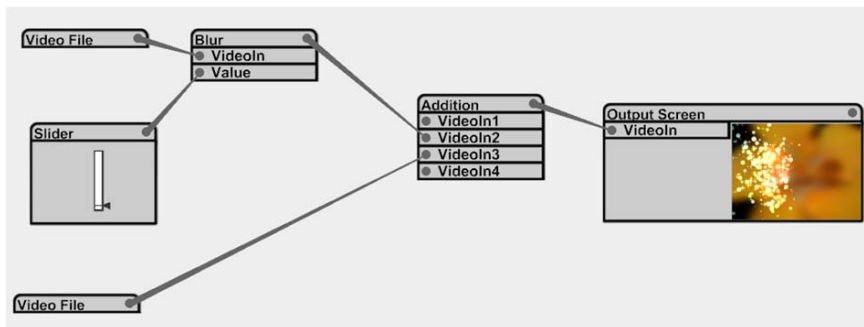 Video File
Blur
VideoIn
Value
Slider
Video File
Addition
VideoIn1
VideoIn2
VideoIn3
VideoIn4
Output Screen
VideoIn